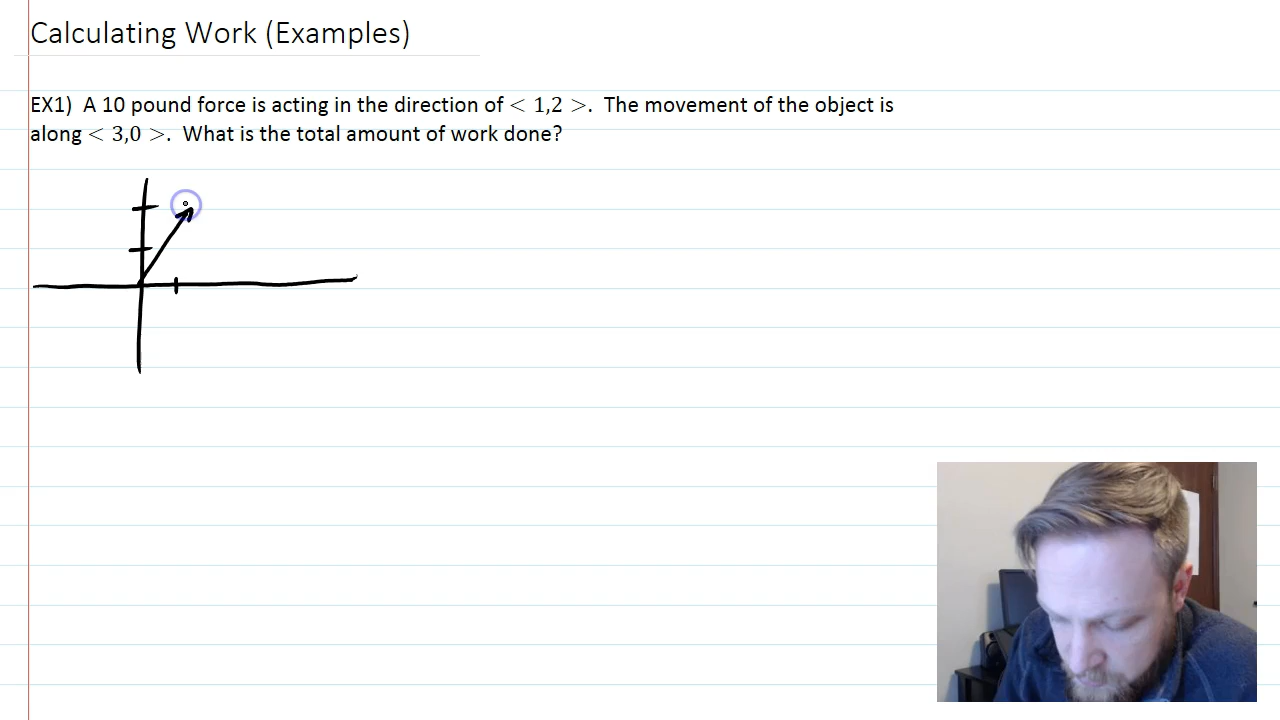 Calculating Work (Examples)
EX1) A 10 pound force is acting in the direction of < 1,2 >. The movement of the object is
along < 3,0 >. What is the total amount of work done?